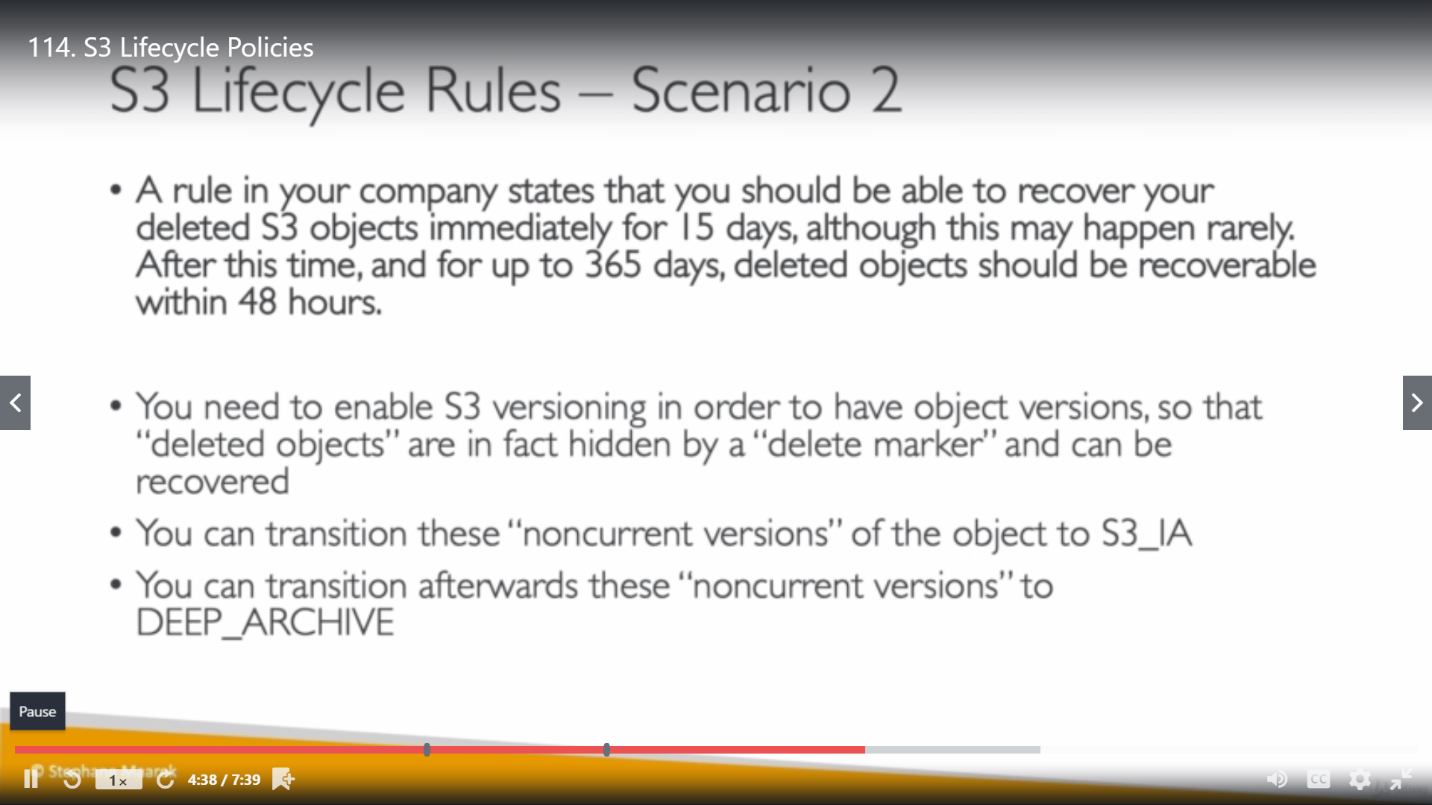 114. S3 Lifecycle Policies
S3 Lifecycle Rules – Scenario 2
• A rule in your company states that you should be able to recover your
deleted S3 objects immediately for 15 days, although this may happen rarely.
After this time, and for up to 365 days, deleted objects should be recoverable
within 48 hours.
• You need to enable S3 versioning in order to have object versions, so that
“deleted objects” are in fact hidden by a “delete marker” and can be
recovered
• You can transition these “noncurrent versions” of the object to S3_IA
• You can transition afterwards these “noncurrent versions” to
DEEP_ARCHIVE
Pause
© Stephane Maarek
1x
4:38 / 7:39
CC